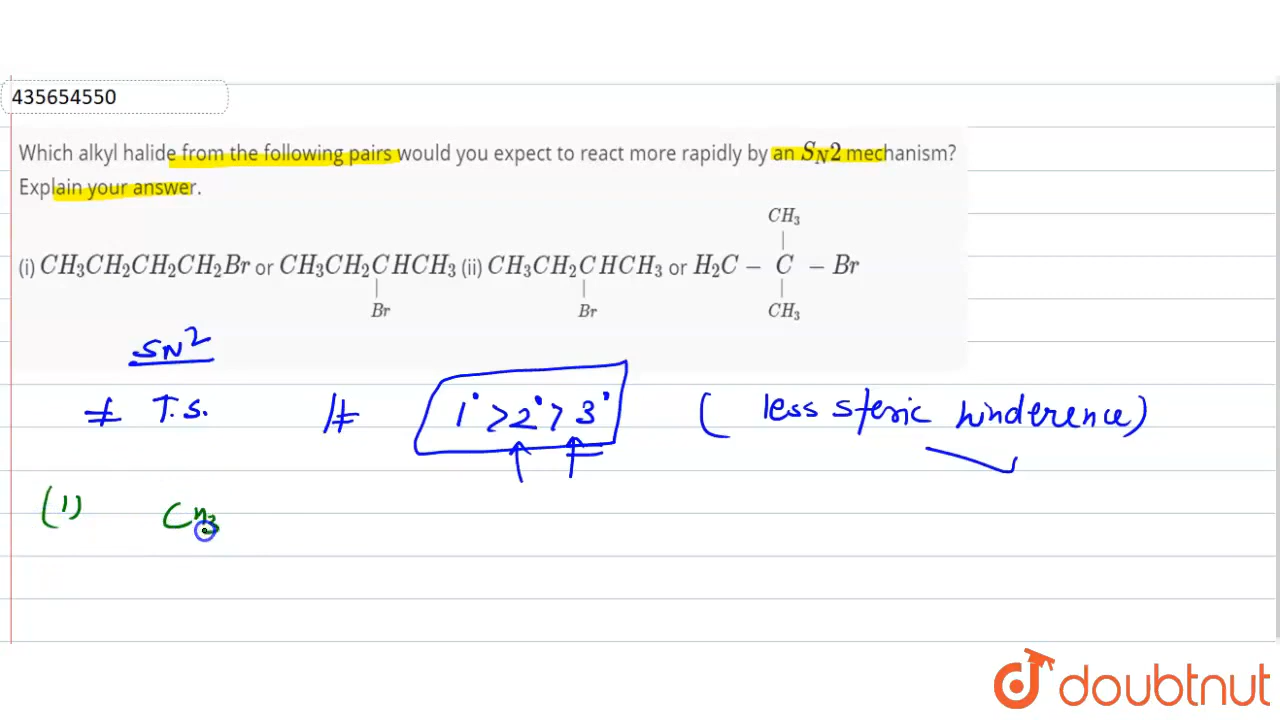 435654550
Which alkyl halide from the following pairs would you expect to react more rapidly by an S_N2 mechanism?
Explain your answer.
CH₃
|
(i) CH₃CH₂CH₂CH₂Br or CH₃CH₂CHCH₃ (ii) CH₃CH₂CHCH₃ or H₂C − C − Br
| | |
Br Br CH₃
SN²
≠ T.S. ≠ 1° > 2° > 3° ( less steric hinderence)
(1) CH₃
doubtnut